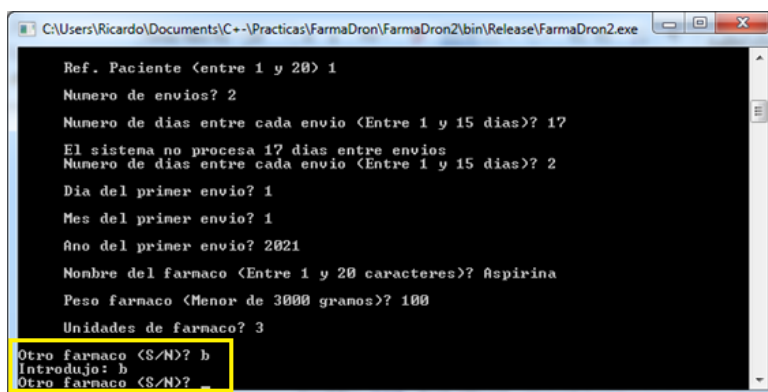 C:\Users\Ricardo\Documents\C+-\Practicas\FarmaDron\FarmaDron2\bin\Release\FarmaDron2.exe
Ref. Paciente (entre 1 y 20) 1
Numero de envios? 2
Numero de dias entre cada envio (Entre 1 y 15 dias)? 17
El sistema no procesa 17 dias entre envios
Numero de dias entre cada envio (Entre 1 y 15 dias)? 2
Dia del primer envio? 1
Mes del primer envio? 1
Ano del primer envio? 2021
Nombre del farmaco (Entre 1 y 20 caracteres)? Aspirina
Peso farmaco (Menor de 3000 gramos)? 100
Unidades de farmaco? 3
Otro farmaco (S/N)? b
Introdujo: b
Otro farmaco (S/N)? _